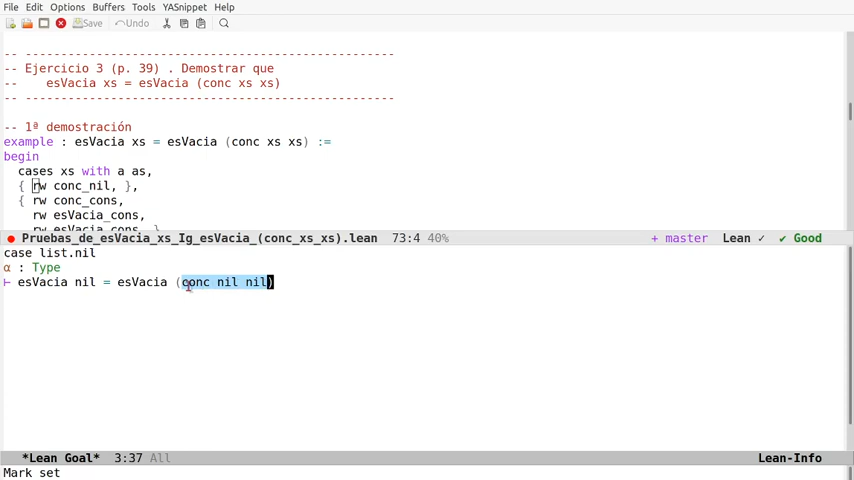 File Edit Options Buffers Tools YASnippet Help
Save Undo
-- ----------------------------------------------------
-- Ejercicio 3 (p. 39) . Demostrar que
--    esVacia xs = esVacia (conc xs xs)
-- ----------------------------------------------------
-- 1ª demostración
example : esVacia xs = esVacia (conc xs xs) :=
begin
  cases xs with a as,
  { rw conc_nil, },
  { rw conc_cons,
    rw esVacia_cons,
    rw esVacia_cons, }
Pruebas_de_esVacia_xs_Ig_esVacia_(conc_xs_xs).lean 73:4 40% + master Lean ✓ ✔ Good
case list.nil
α : Type
⊢ esVacia nil = esVacia (conc nil nil)
*Lean Goal* 3:37 All Lean-Info
Mark set